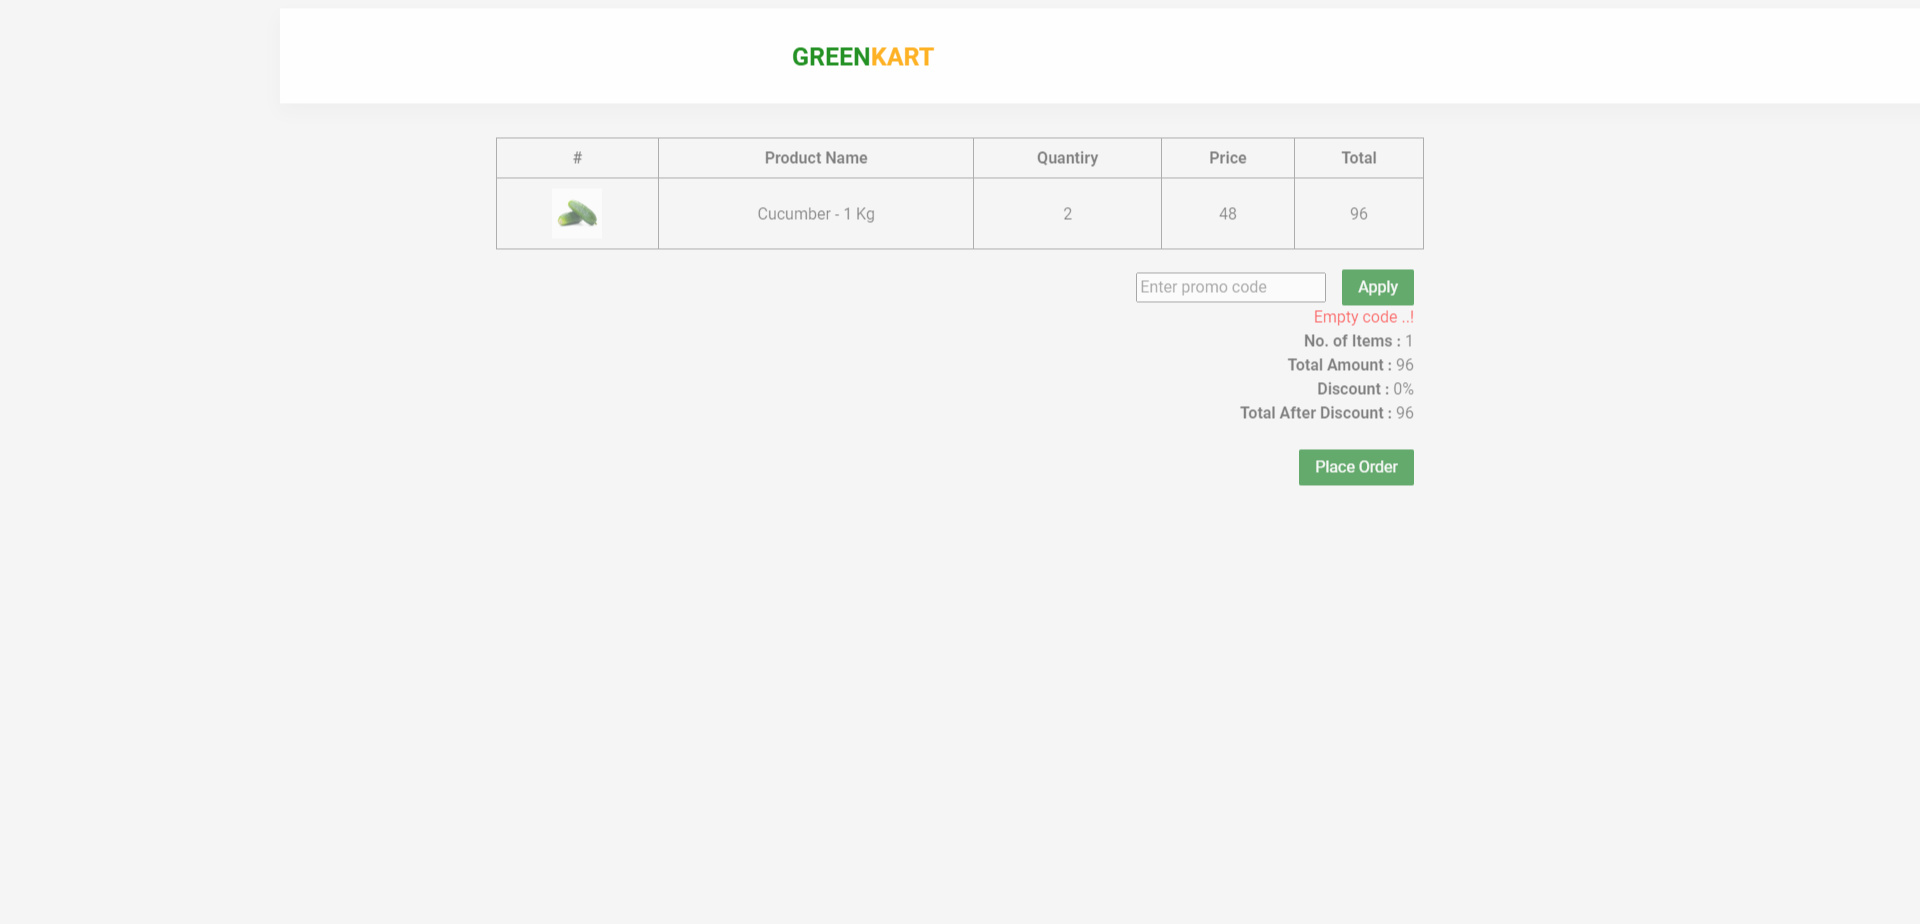 GREENKART
# Product Name Quantiry Price Total
Cucumber - 1 Kg 2 48 96
Enter promo code Apply
Empty code ..!
No. of Items : 1
Total Amount : 96
Discount : 0%
Total After Discount : 96
Place Order